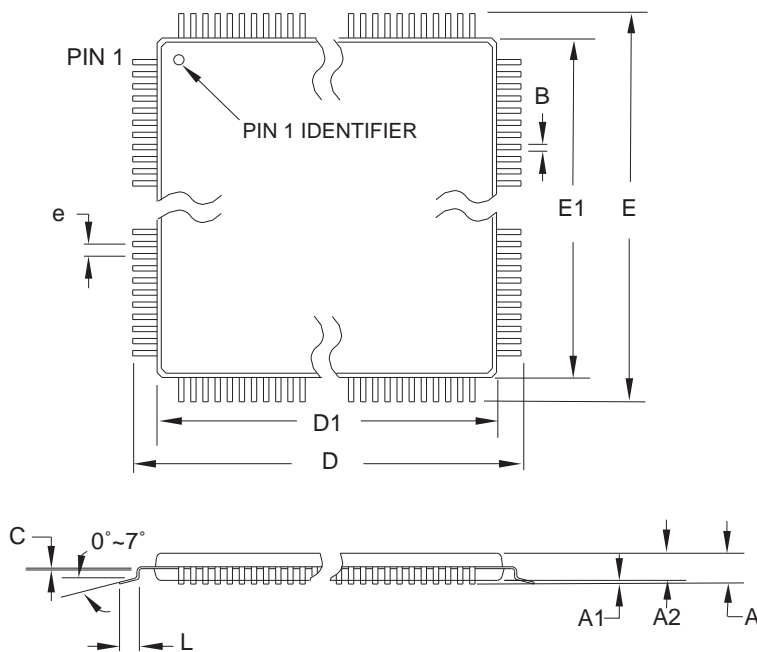 PIN 1
PIN 1 IDENTIFIER
B
e
E1
E
D1
D
C
0°~7°
L
A1
A2
A